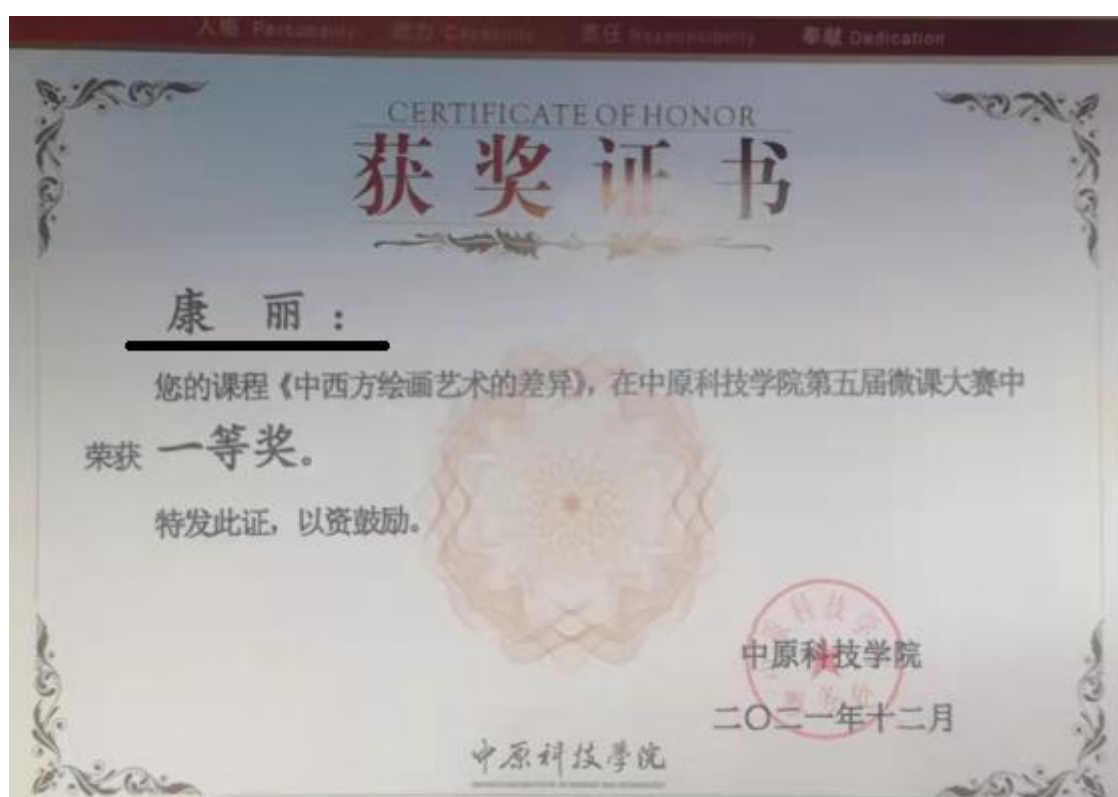 人格 Personality 能力 Capability 责任 Responsibility 奉献 Dedication
CERTIFICATE OF HONOR
获奖证书
康 丽：
您的课程《中西方绘画艺术的差异》，在中原科技学院第五届微课大赛中
荣获 一等奖。
特发此证，以资鼓励。
中原科技学院
二〇二一年十二月
中原科技學院